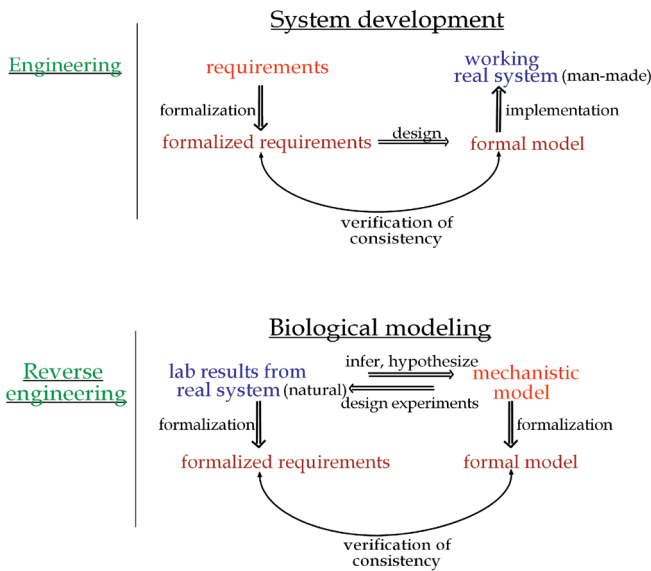 System development
Engineering
requirements
working
real system (man-made)
formalization
implementation
formalized requirements
design
formal model
verification of
consistency
Biological modeling
Reverse
engineering
lab results from
real system (natural)
infer, hypothesize
design experiments
mechanistic
model
formalization
formalization
formalized requirements
formal model
verification of
consistency